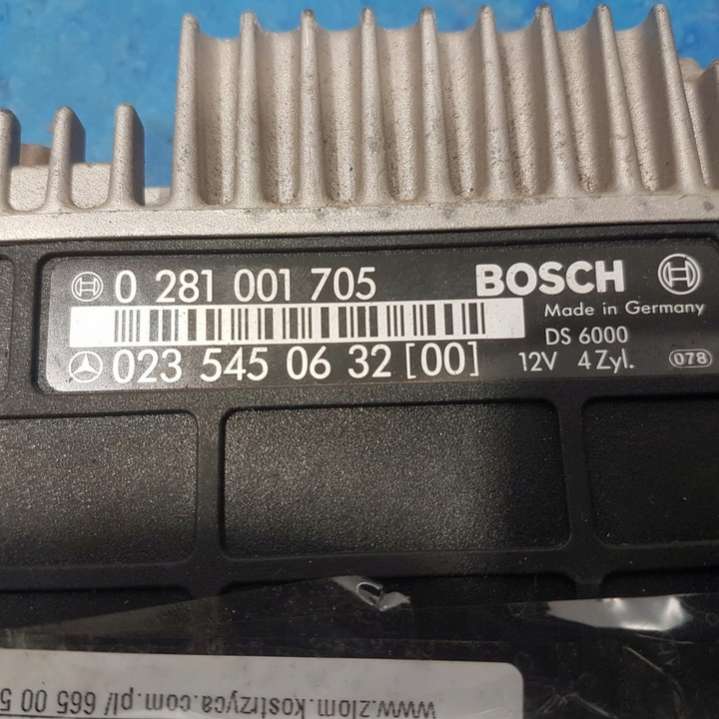 0 281 001 705 BOSCH
Made in Germany
DS 6000
023 545 06 32 [00] 12V 4 Zyl. 078
www.zlom.kostrzyca.com.pl/ 665 00 5